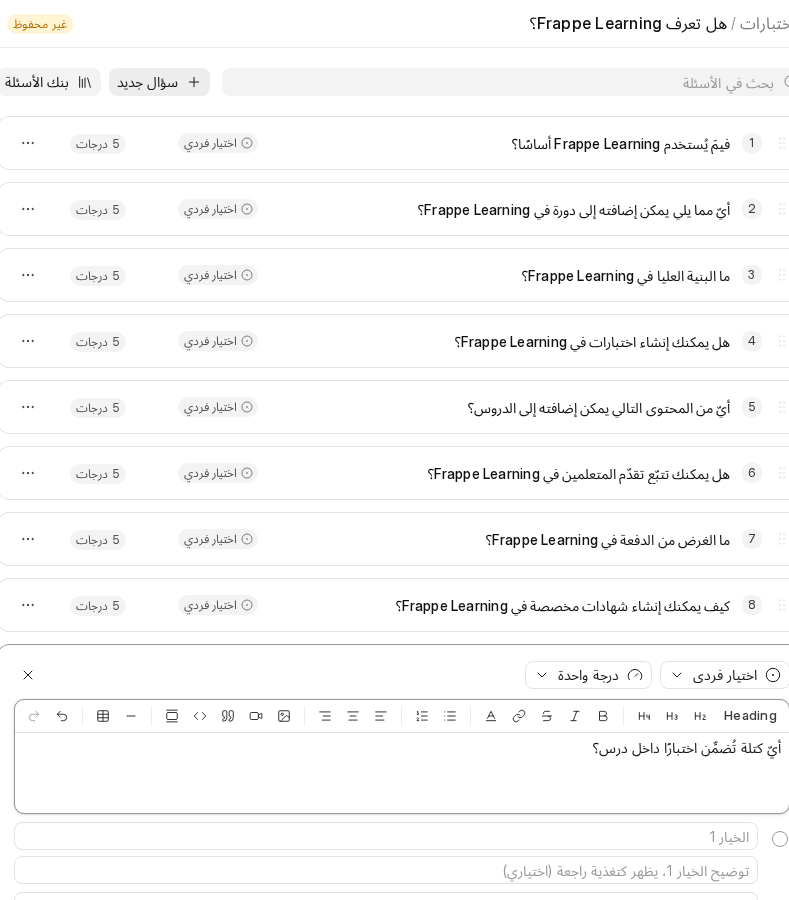 ختبارات / هل تعرف Frappe Learning؟
غير محفوظ
بحث في الأسئلة
سؤال جديد
بنك الأسئلة
1 فيمَ يُستخدم Frappe Learning أساسًا؟ اختيار فردي 5 درجات
2 أيّ مما يلي يمكن إضافته إلى دورة في Frappe Learning؟ اختيار فردي 5 درجات
3 ما البنية العليا في Frappe Learning؟ اختيار فردي 5 درجات
4 هل يمكنك إنشاء اختبارات في Frappe Learning؟ اختيار فردي 5 درجات
5 أيّ من المحتوى التالي يمكن إضافته إلى الدروس؟ اختيار فردي 5 درجات
6 هل يمكنك تتبّع تقدّم المتعلمين في Frappe Learning؟ اختيار فردي 5 درجات
7 ما الغرض من الدفعة في Frappe Learning؟ اختيار فردي 5 درجات
8 كيف يمكنك إنشاء شهادات مخصصة في Frappe Learning؟ اختيار فردي 5 درجات
اختيار فردي
درجة واحدة
Heading H2 H3 H4
أيّ كتلة تُضمِّن اختبارًا داخل درس؟
الخيار 1
توضيح الخيار 1، يظهر كتغذية راجعة (اختياري)